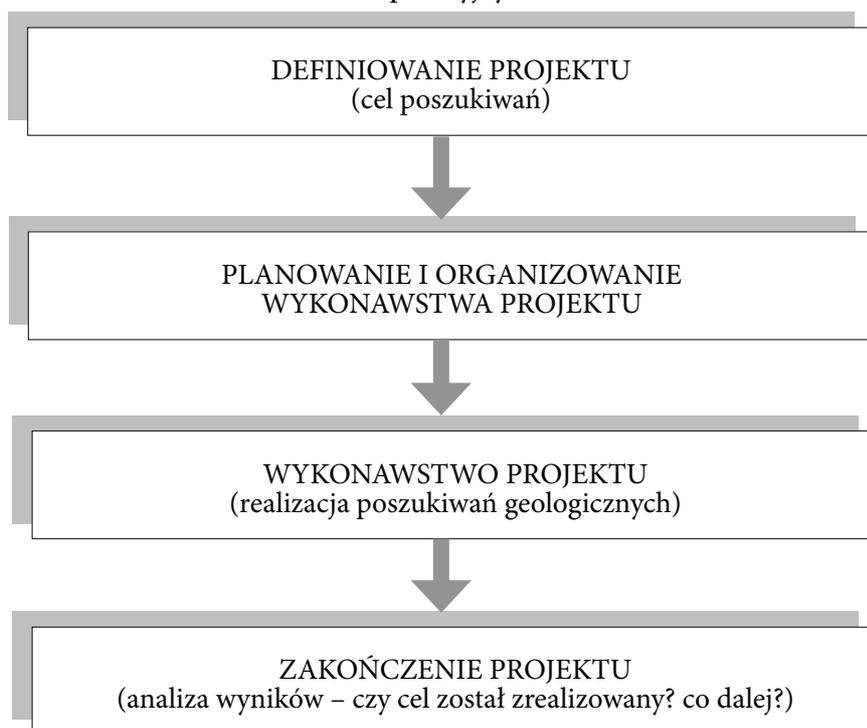 DEFINIOWANIE PROJEKTU
(cel poszukiwań)
PLANOWANIE I ORGANIZOWANIE
WYKONAWSTWA PROJEKTU
WYKONAWSTWO PROJEKTU
(realizacja poszukiwań geologicznych)
ZAKOŃCZENIE PROJEKTU
(analiza wyników – czy cel został zrealizowany? co dalej?)